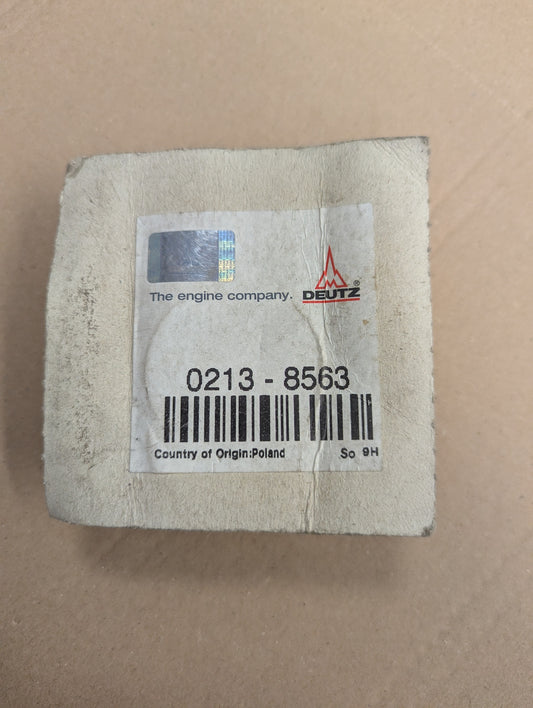 The engine company. DEUTZ®
0213 - 8563
Country of Origin:Poland So 9H